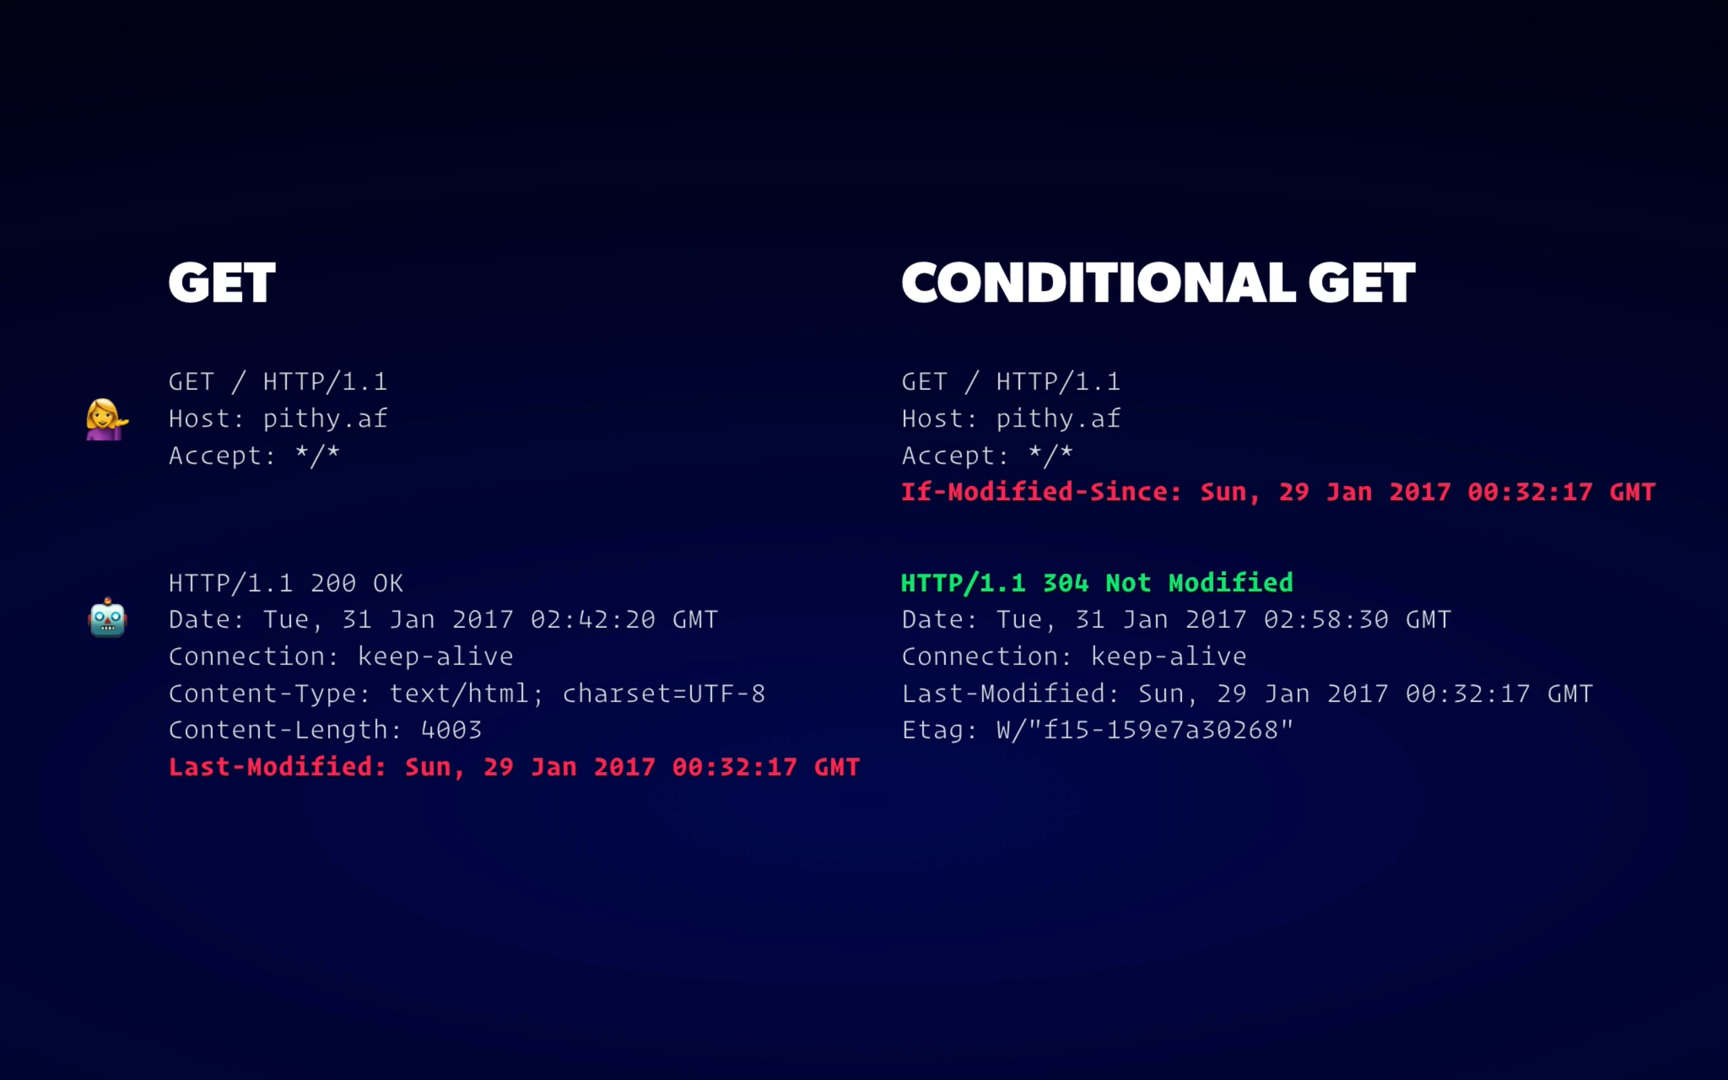 GET
GET / HTTP/1.1
Host: pithy.af
Accept: */*
HTTP/1.1 200 OK
Date: Tue, 31 Jan 2017 02:42:20 GMT
Connection: keep-alive
Content-Type: text/html; charset=UTF-8
Content-Length: 4003
Last-Modified: Sun, 29 Jan 2017 00:32:17 GMT
CONDITIONAL GET
GET / HTTP/1.1
Host: pithy.af
Accept: */*
If-Modified-Since: Sun, 29 Jan 2017 00:32:17 GMT
HTTP/1.1 304 Not Modified
Date: Tue, 31 Jan 2017 02:58:30 GMT
Connection: keep-alive
Last-Modified: Sun, 29 Jan 2017 00:32:17 GMT
Etag: W/"f15-159e7a30268"